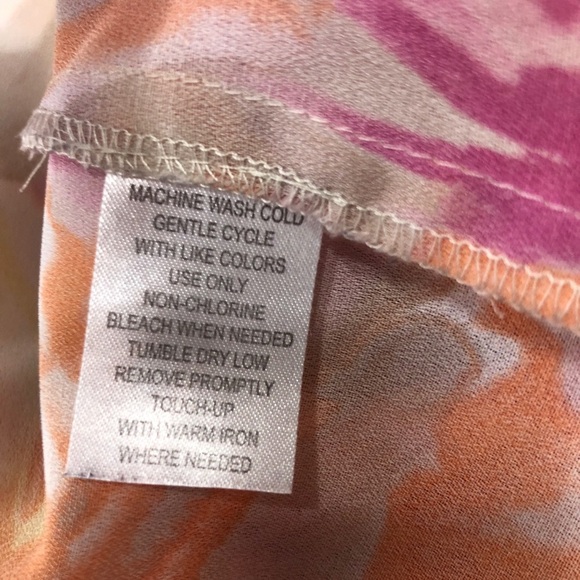 MACHINE WASH COLD
GENTLE CYCLE
WITH LIKE COLORS
USE ONLY
NON-CHLORINE
BLEACH WHEN NEEDED
TUMBLE DRY LOW
REMOVE PROMPTLY
TOUCH-UP
WITH WARM IRON
WHERE NEEDED